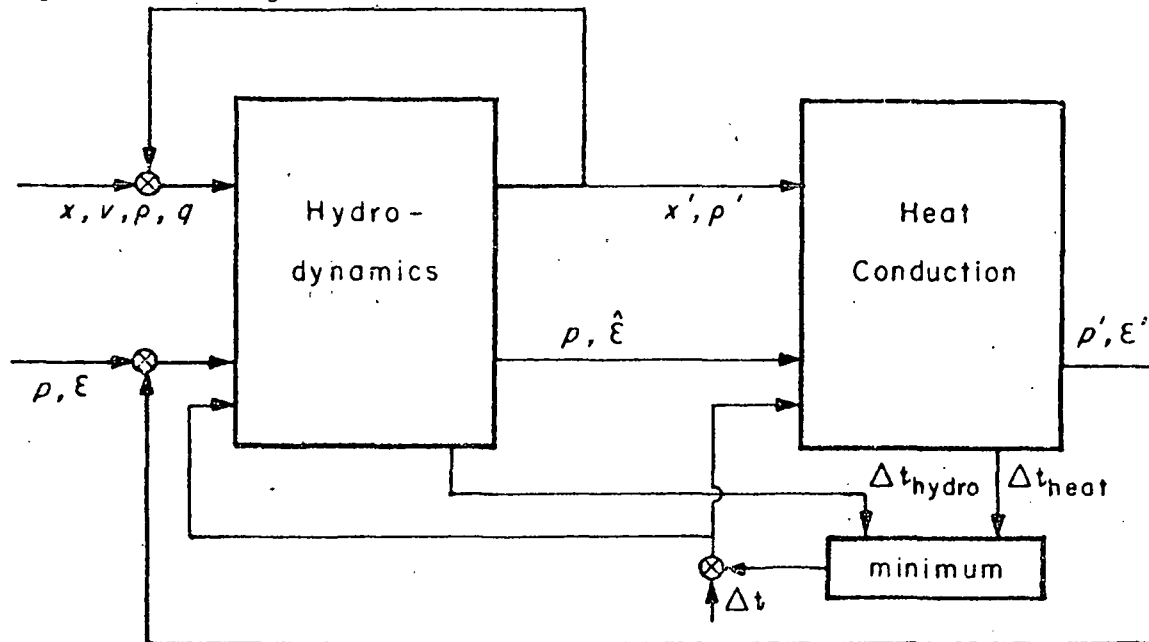 Hydro-
dynamics
Heat
Conduction
x, v, ρ, q
x', ρ'
p, ε
p, ε̂
p', ε'
Δt_hydro
Δt_heat
minimum
Δt